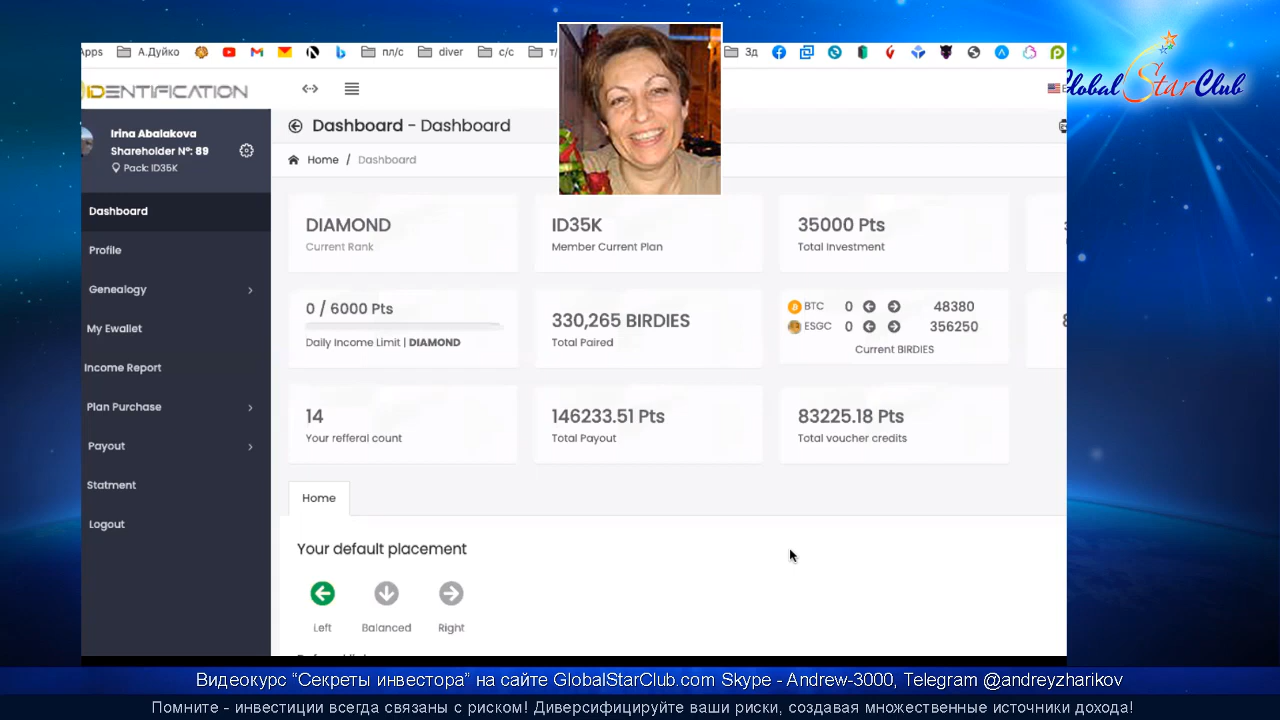 Apps А.Дуйко пл/с diver с/с Зд
IDENTIFICATION
Global Star Club
Irina Abalakova
Shareholder Nº: 89
Pack: ID35K
Dashboard
Profile
Genealogy
My Ewallet
Income Report
Plan Purchase
Payout
Statment
Logout
Dashboard - Dashboard
Home / Dashboard
DIAMOND
Current Rank
ID35K
Member Current Plan
35000 Pts
Total Investment
0 / 6000 Pts
Daily Income Limit | DIAMOND
330,265 BIRDIES
Total Paired
BTC 0 48380
ESGC 0 356250
Current BIRDIES
14
Your refferal count
146233.51 Pts
Total Payout
83225.18 Pts
Total voucher credits
Home
Your default placement
Left Balanced Right
Видеокурс “Секреты инвестора” на сайте GlobalStarClub.com Skype - Andrew-3000, Telegram @andreyzharikov
Помните - инвестиции всегда связаны с риском! Диверсифицируйте ваши риски, создавая множественные источники дохода!